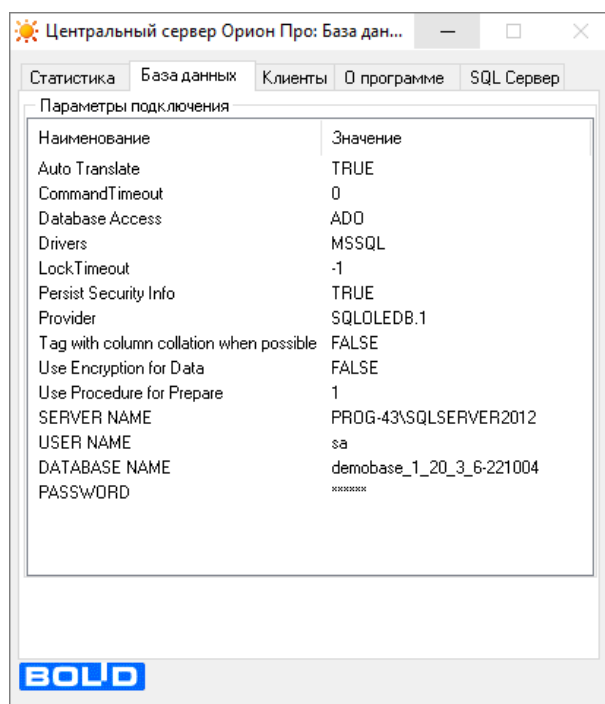 Центральный сервер Орион Про: База дан...
Статистика База данных Клиенты О программе SQL Сервер
Параметры подключения
Наименование Значение
Auto Translate TRUE
CommandTimeout 0
Database Access ADO
Drivers MSSQL
LockTimeout -1
Persist Security Info TRUE
Provider SQLOLEDB.1
Tag with column collation when possible FALSE
Use Encryption for Data FALSE
Use Procedure for Prepare 1
SERVER NAME PROG-43\SQLSERVER2012
USER NAME sa
DATABASE NAME demobase_1_20_3_6-221004
PASSWORD ××××××
BOLID